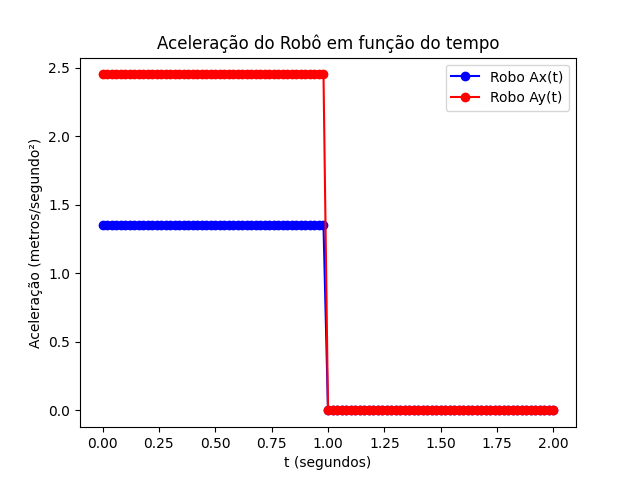 Aceleração do Robô em função do tempo
Robo Ax(t)
Robo Ay(t)
Aceleração (metros/segundo²)
2.5
2.0
1.5
1.0
0.5
0.0
0.00 0.25 0.50 0.75 1.00 1.25 1.50 1.75 2.00
t (segundos)